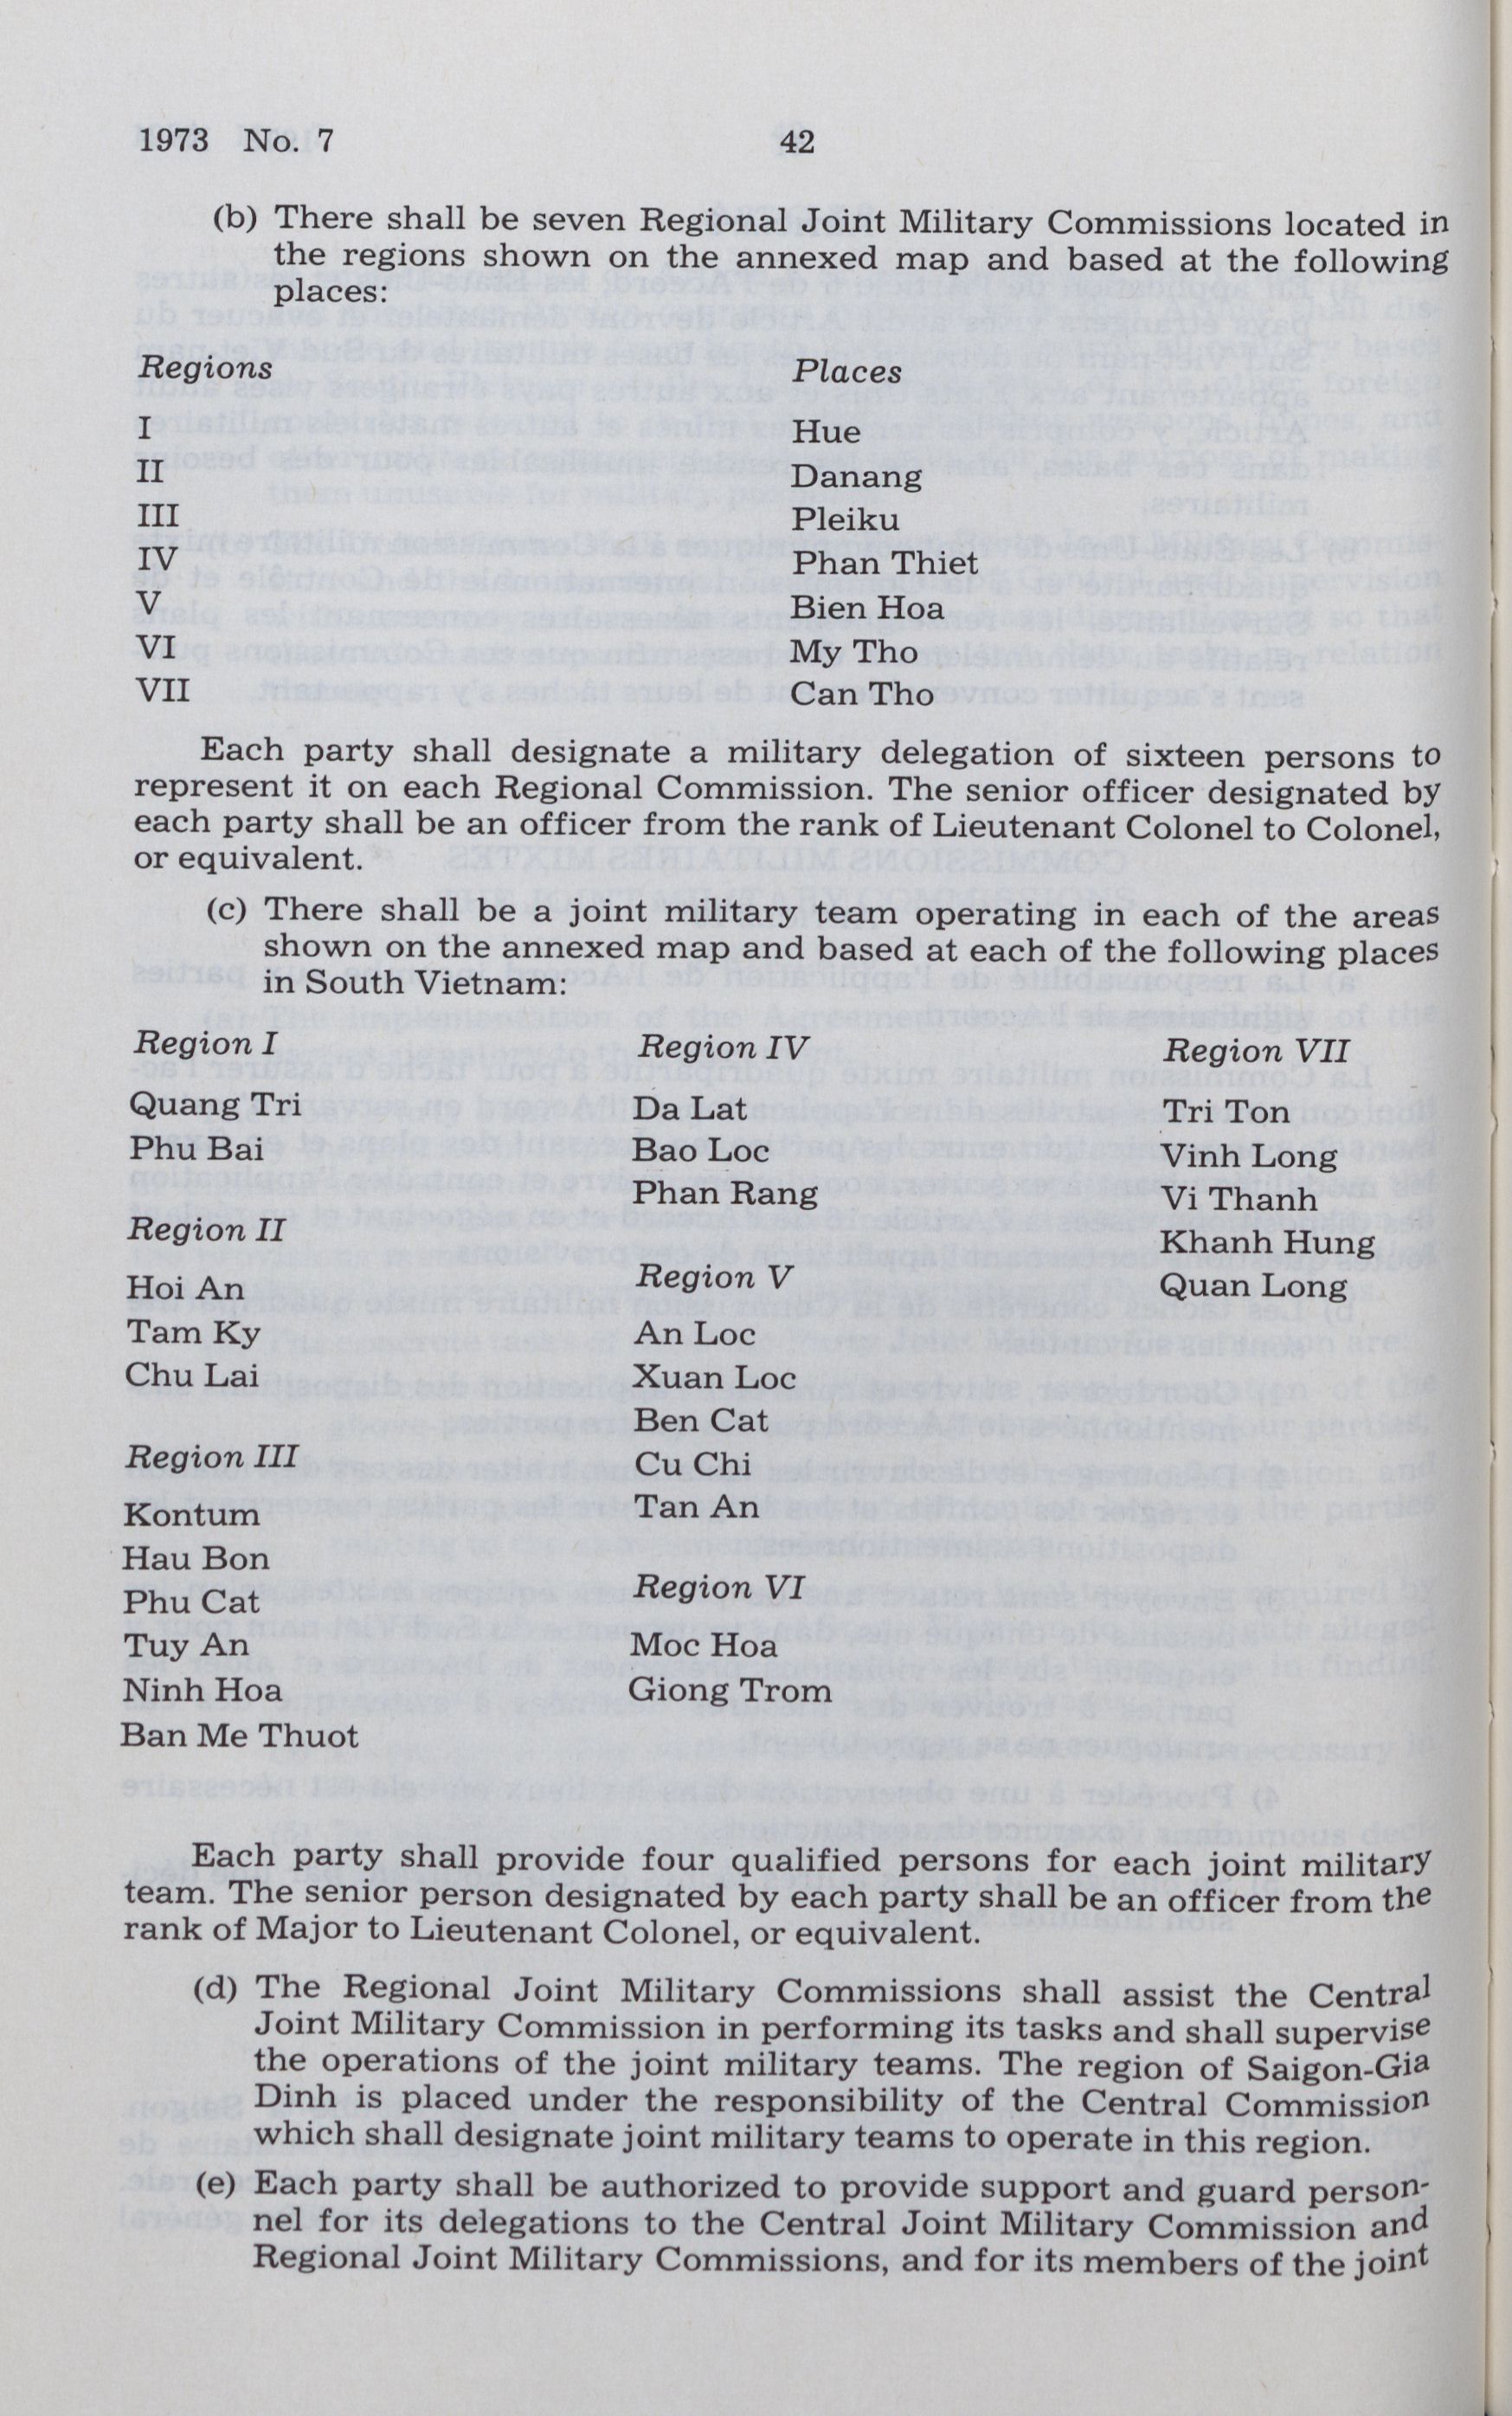 1973 No. 7
42
(b) There shall be seven Regional Joint Military Commissions located in
the regions shown on the annexed map and based at the following
places:
Regions Places
I Hue
II Danang
III Pleiku
IV Phan Thiet
V Bien Hoa
VI My Tho
VII Can Tho
Each party shall designate a military delegation of sixteen persons to
represent it on each Regional Commission. The senior officer designated by
each party shall be an officer from the rank of Lieutenant Colonel to Colonel,
or equivalent.
(c) There shall be a joint military team operating in each of the areas
shown on the annexed map and based at each of the following places
in South Vietnam:
Region I
Quang Tri
Phu Bai
Region II
Hoi An
Tam Ky
Chu Lai
Region III
Kontum
Hau Bon
Phu Cat
Tuy An
Ninh Hoa
Ban Me Thuot
Region IV
Da Lat
Bao Loc
Phan Rang
Region V
An Loc
Xuan Loc
Ben Cat
Cu Chi
Tan An
Region VI
Moc Hoa
Giong Trom
Region VII
Tri Ton
Vinh Long
Vi Thanh
Khanh Hung
Quan Long
Each party shall provide four qualified persons for each joint military
team. The senior person designated by each party shall be an officer from the
rank of Major to Lieutenant Colonel, or equivalent.
(d) The Regional Joint Military Commissions shall assist the Central
Joint Military Commission in performing its tasks and shall supervise
the operations of the joint military teams. The region of Saigon-Gia
Dinh is placed under the responsibility of the Central Commission
which shall designate joint military teams to operate in this region.
(e) Each party shall be authorized to provide support and guard person-
nel for its delegations to the Central Joint Military Commission and
Regional Joint Military Commissions, and for its members of the joint